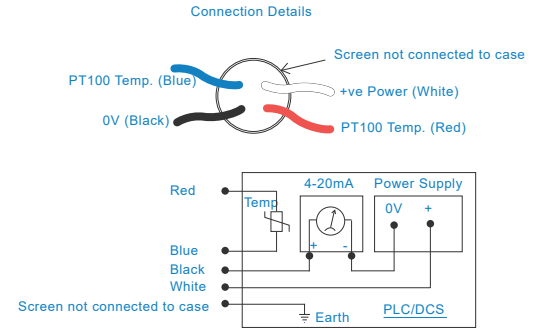 Connection Details
Screen not connected to case
PT100 Temp. (Blue)
+ve Power (White)
0V (Black)
PT100 Temp. (Red)
4-20mA
Power Supply
Red
Temp
0V
+
+
-
Blue
Black
White
Screen not connected to case
Earth
PLC/DCS